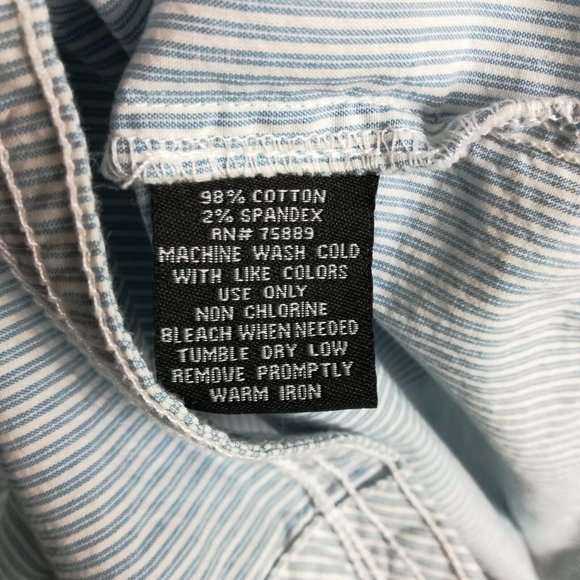 98% COTTON
2% SPANDEX
RN# 75889
MACHINE WASH COLD
WITH LIKE COLORS
USE ONLY
NON CHLORINE
BLEACH WHEN NEEDED
TUMBLE DRY LOW
REMOVE PROMPTLY
WARM IRON